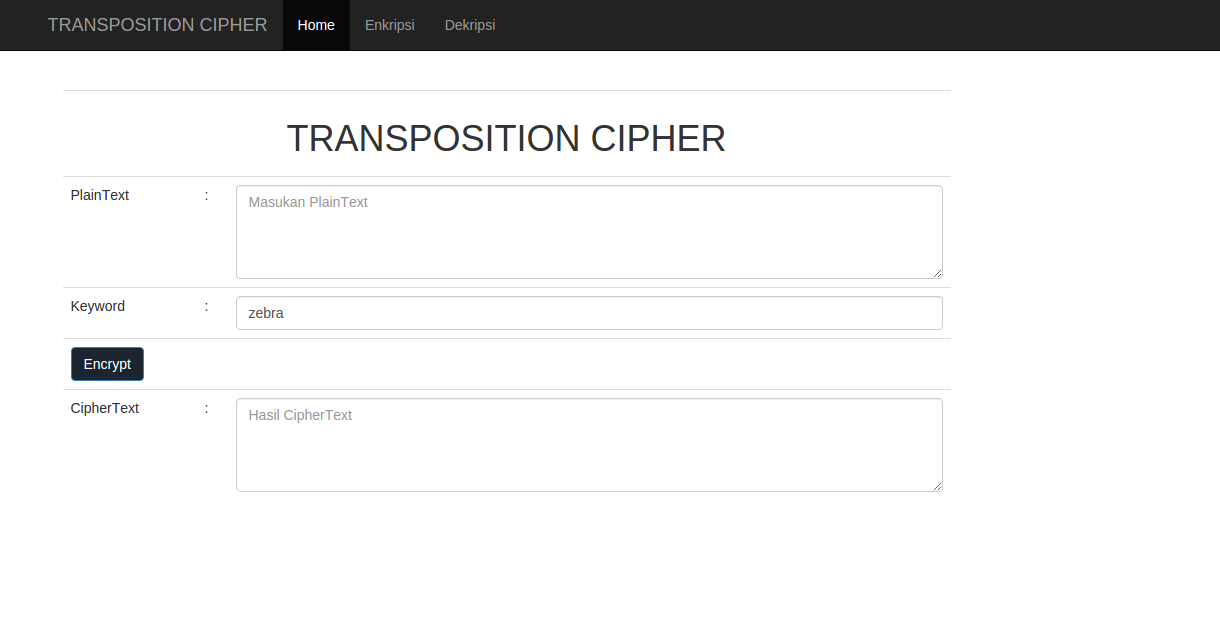 TRANSPOSITION CIPHER Home Enkripsi Dekripsi
TRANSPOSITION CIPHER
PlainText : Masukan PlainText
Keyword : zebra
Encrypt
CipherText : Hasil CipherText